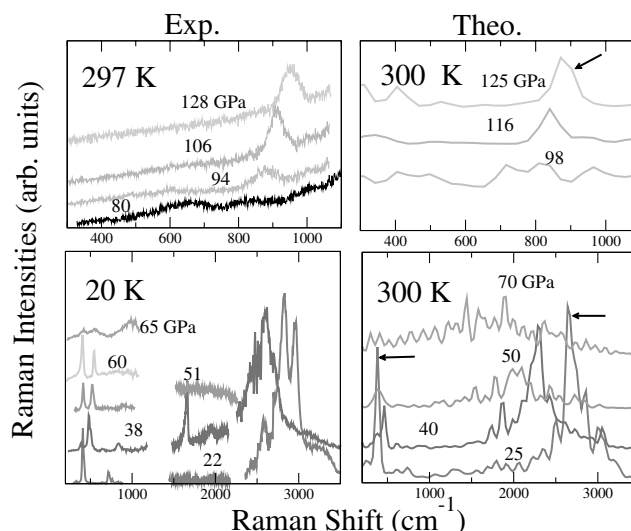 Exp.
Theo.
Raman Intensities (arb. units)
297 K
128 GPa
106
94
80
400 600 800 1000
300 K
125 GPa
116
98
400 600 800 1000
20 K
65 GPa
60
51
38
22
0 1000 2000 3000
300 K
70 GPa
50
40
25
1000 2000 3000
Raman Shift (cm⁻¹)